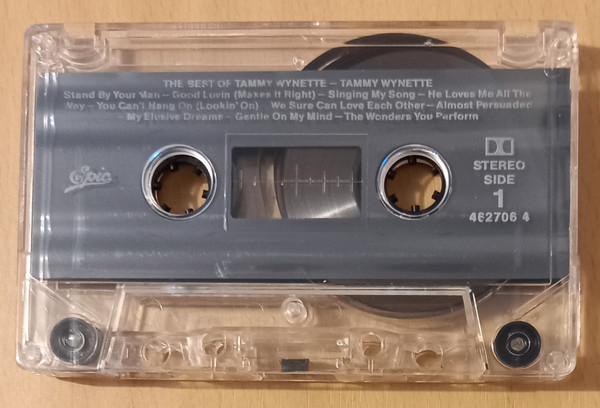 THE BEST OF TAMMY WYNETTE – TAMMY WYNETTE
Stand By Your Man – Good Lovin (Makes It Right) – Singing My Song – He Loves Me All The
Way – You Can't Hang On (Lookin' On) We Sure Can Love Each Other – Almost Persuaded
– My Elusive Dreams – Gentle On My Mind – The Wonders You Perform
Epic
STEREO
SIDE
1
462706 4